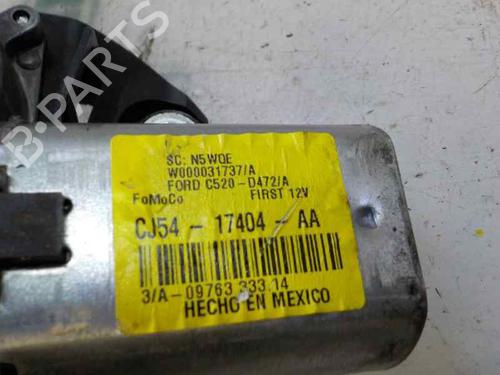 SC: N5WQE
W000031737/A
FORD C520-D472/A
FoMoCo FIRST 12V
CJ54 - 17404 - AA
3/A-09763 333.14
HECHO EN MEXICO
B-PARTS